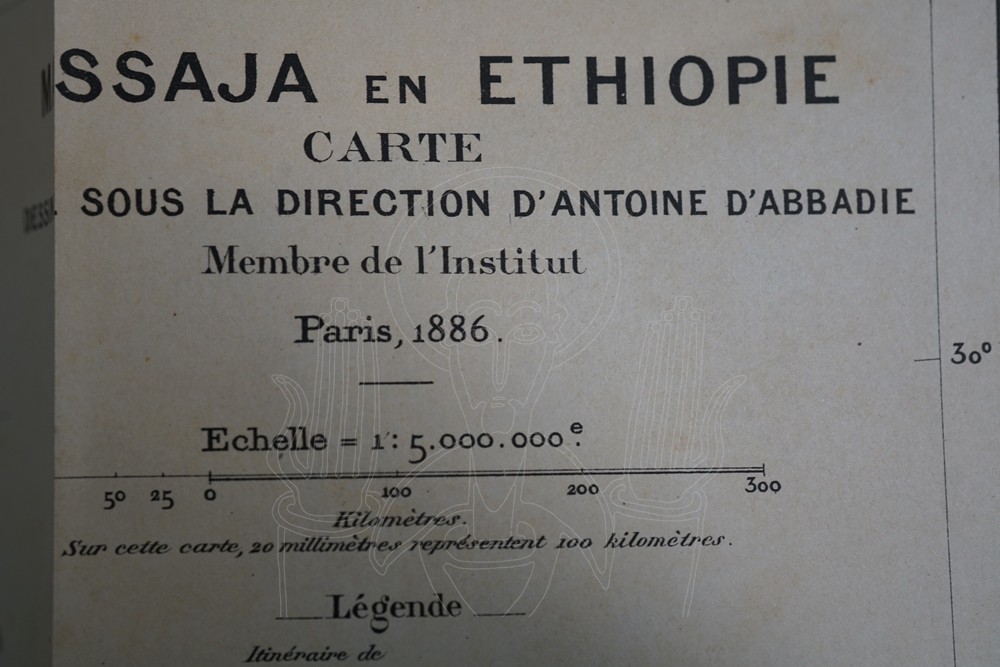 SSAJA EN ETHIOPIE
CARTE
SOUS LA DIRECTION D'ANTOINE D'ABBADIE
Membre de l'Institut
Paris, 1886.
30°
Echelle = 1 : 5.000.000e.
50 25 0 100 200 300
Kilomètres.
Sur cette carte, 20 millimètres représentent 100 kilomètres.
Légende
Itinéraire de